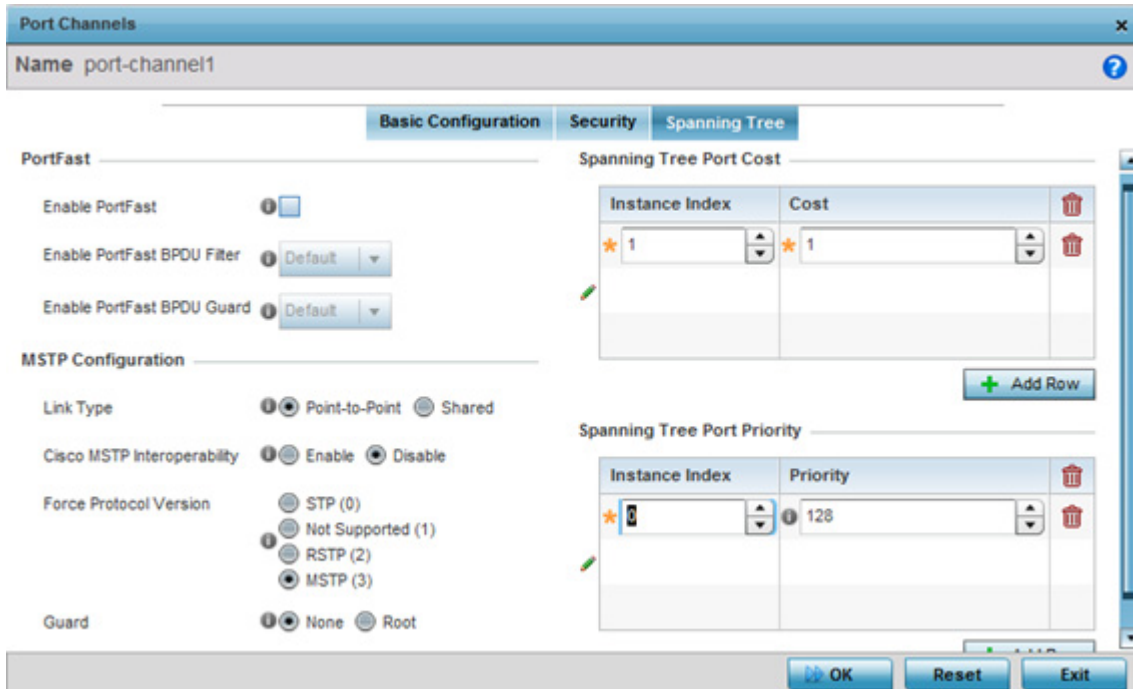 Port Channels
Name port-channel1
Basic Configuration
Security
Spanning Tree
PortFast
Enable PortFast
Enable PortFast BPDU Filter
Default
Enable PortFast BPDU Guard
Default
MSTP Configuration
Link Type
Point-to-Point
Shared
Cisco MSTP Interoperability
Enable
Disable
Force Protocol Version
STP (0)
Not Supported (1)
RSTP (2)
MSTP (3)
Guard
None
Root
Spanning Tree Port Cost
Instance Index
Cost
1
1
Add Row
Spanning Tree Port Priority
Instance Index
Priority
0
128
OK
Reset
Exit